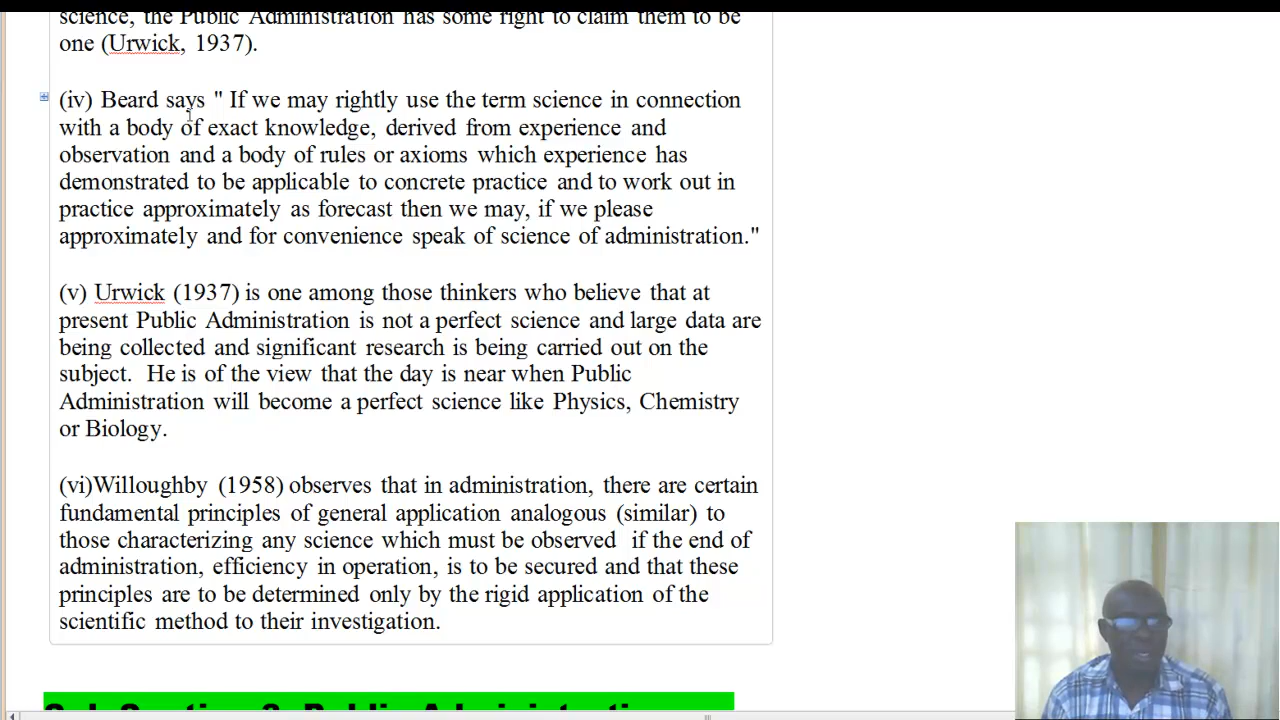 science, the Public Administration has some right to claim them to be
one (Urwick, 1937).
(iv) Beard says " If we may rightly use the term science in connection
with a body of exact knowledge, derived from experience and
observation and a body of rules or axioms which experience has
demonstrated to be applicable to concrete practice and to work out in
practice approximately as forecast then we may, if we please
approximately and for convenience speak of science of administration."
(v) Urwick (1937) is one among those thinkers who believe that at
present Public Administration is not a perfect science and large data are
being collected and significant research is being carried out on the
subject.  He is of the view that the day is near when Public
Administration will become a perfect science like Physics, Chemistry
or Biology.
(vi)Willoughby (1958) observes that in administration, there are certain
fundamental principles of general application analogous (similar) to
those characterizing any science which must be observed  if the end of
administration, efficiency in operation, is to be secured and that these
principles are to be determined only by the rigid application of the
scientific method to their investigation.